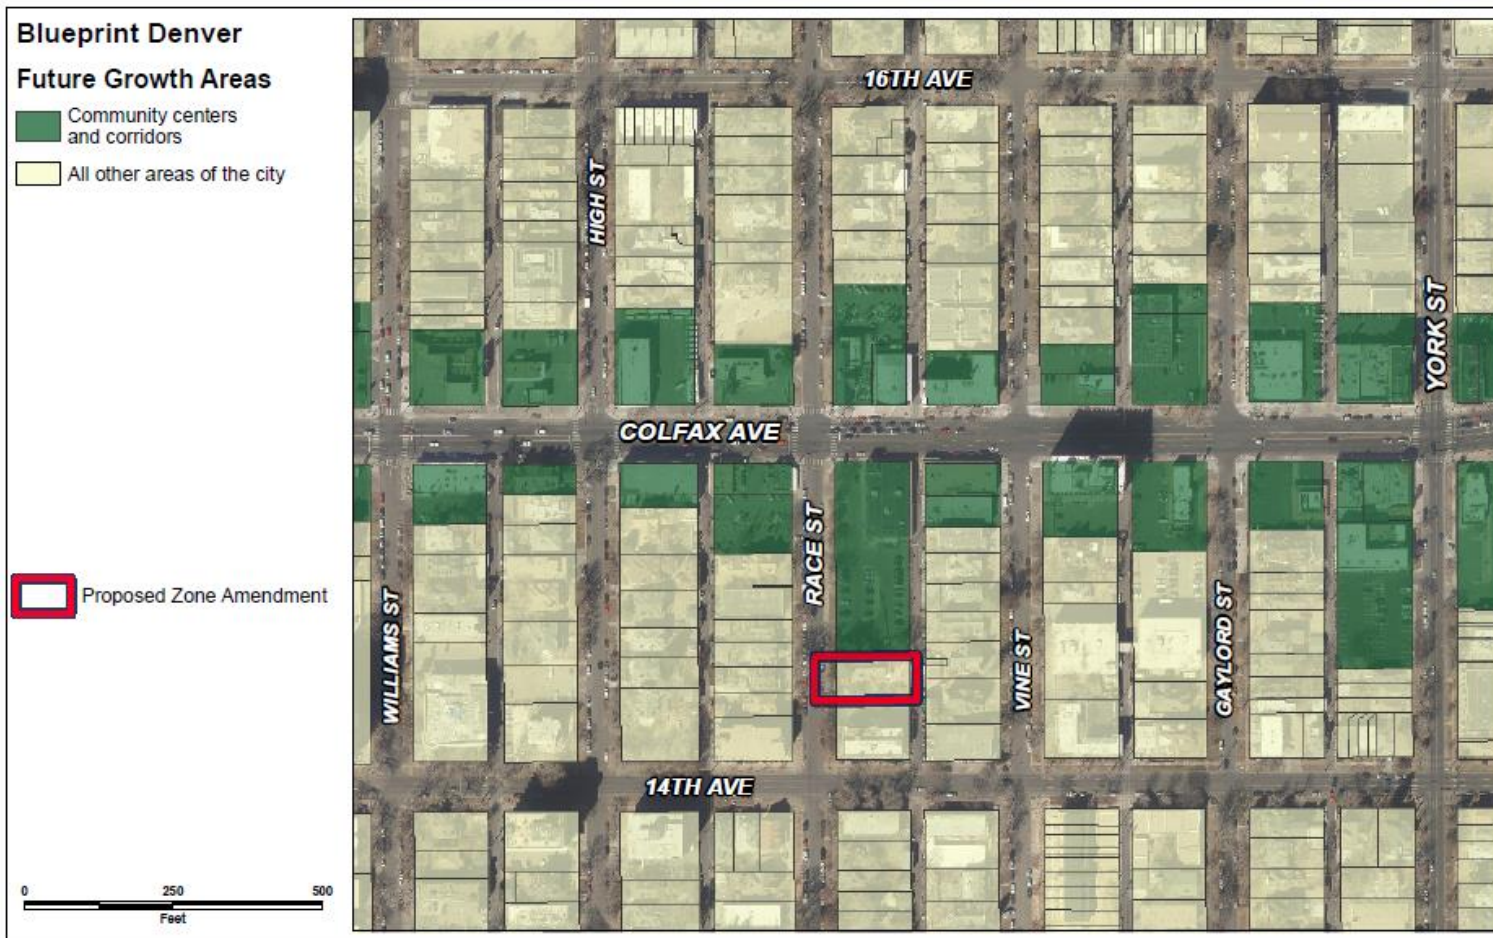 Blueprint Denver
Future Growth Areas
Community centers
and corridors
All other areas of the city
Proposed Zone Amendment
0 250 500
Feet
16TH AVE
HIGH ST
YORK ST
COLFAX AVE
RACE ST
WILLIAMS ST
VINE ST
GAYLORD ST
14TH AVE